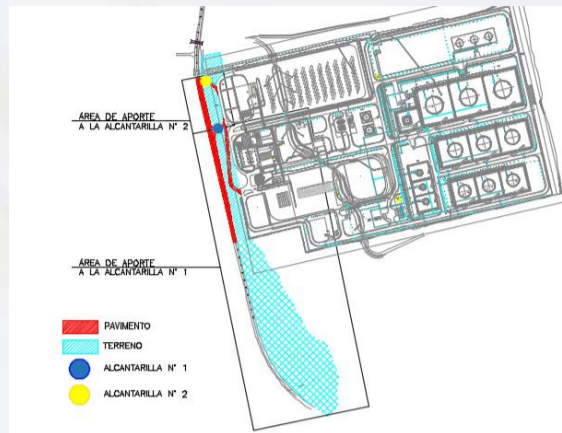 ÁREA DE APORTE
A LA ALCANTARILLA N° 2
ÁREA DE APORTE
A LA ALCANTARILLA N° 1
PAVIMENTO
TERRENO
ALCANTARILLA N° 1
ALCANTARILLA N° 2